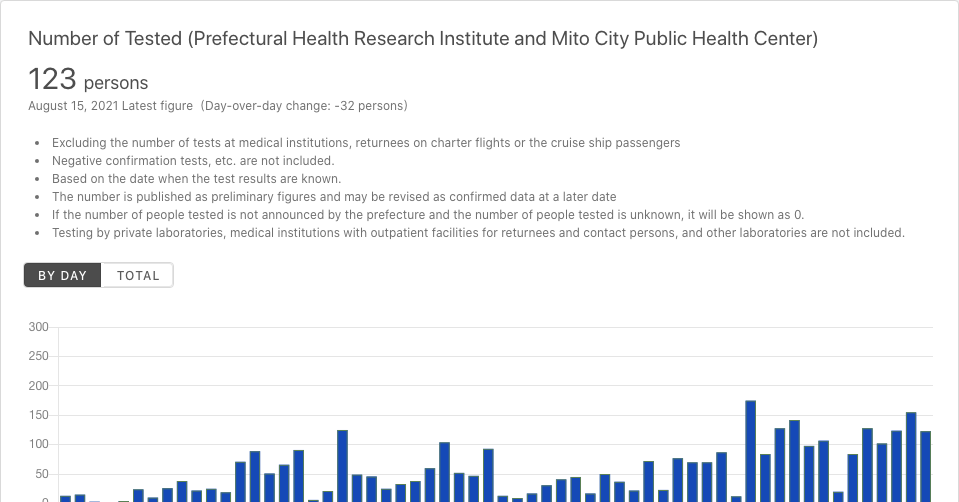 Number of Tested (Prefectural Health Research Institute and Mito City Public Health Center)
123 persons
August 15, 2021 Latest figure (Day-over-day change: -32 persons)
• Excluding the number of tests at medical institutions, returnees on charter flights or the cruise ship passengers
• Negative confirmation tests, etc. are not included.
• Based on the date when the test results are known.
• The number is published as preliminary figures and may be revised as confirmed data at a later date
• If the number of people tested is not announced by the prefecture and the number of people tested is unknown, it will be shown as 0.
• Testing by private laboratories, medical institutions with outpatient facilities for returnees and contact persons, and other laboratories are not included.
BY DAY TOTAL
300
250
200
150
100
50
0